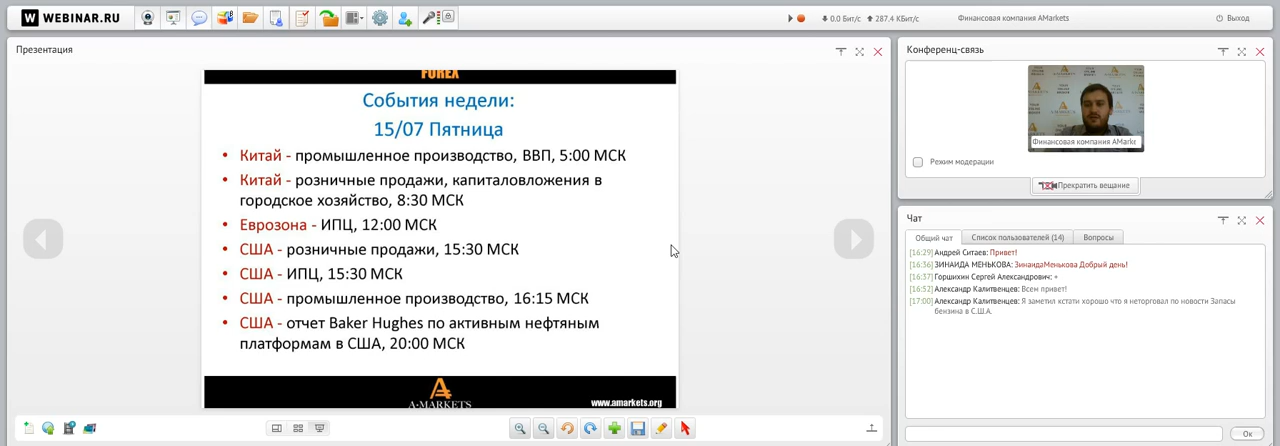 WEBINAR.RU
0.0 Бит/с
287.4 КБит/с
Финансовая компания AMarkets
Выход
Презентация
FOREX
События недели:
15/07 Пятница
• Китай - промышленное производство, ВВП, 5:00 МСК
• Китай - розничные продажи, капиталовложения в
городское хозяйство, 8:30 МСК
• Еврозона - ИПЦ, 12:00 МСК
• США - розничные продажи, 15:30 МСК
• США - ИПЦ, 15:30 МСК
• США - промышленное производство, 16:15 МСК
• США - отчет Baker Hughes по активным нефтяным
платформам в США, 20:00 МСК
A-MARKETS
www.amarkets.org
Конференц-связь
Финансовая компания AMarke
Режим модерации
Прекратить вещание
Чат
Общий чат
Список пользователей (14)
Вопросы
[16:29] Андрей Ситаев: Привет!
[16:36] ЗИНАИДА МЕНЬКОВА: ЗинаидаМенькова Добрый день!
[16:37] Горшихин Сергей Александрович: +
[16:52] Александр Калитвенцев: Всем привет!
[17:00] Александр Калитвенцев: Я заметил кстати хорошо что я неторговал по новости Запасы
бензина в С.Ш.А.
Ок